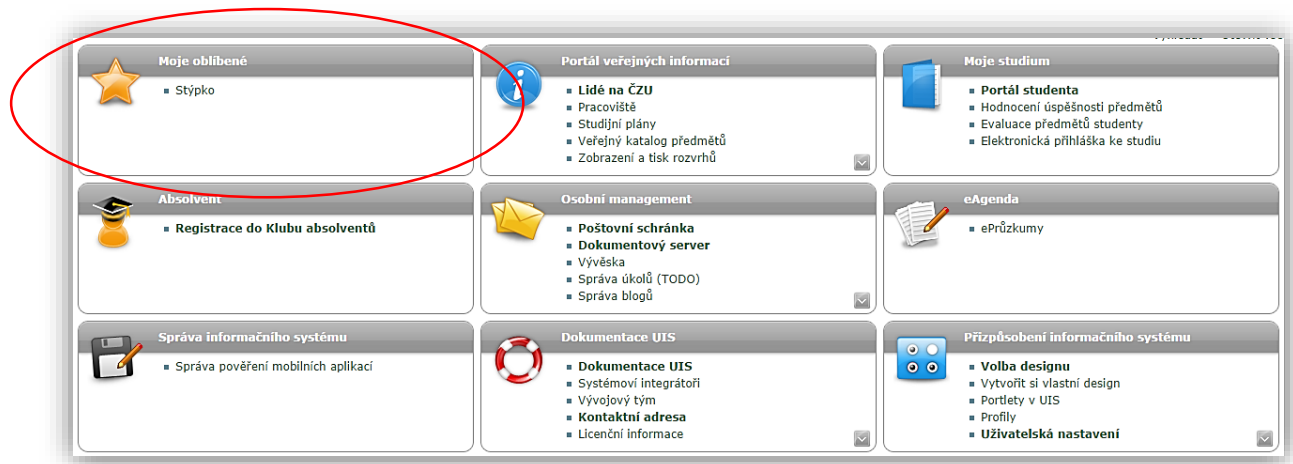 Moje oblíbené
Stýpko
Portál veřejných informací
Lidé na ČZU
Pracoviště
Studijní plány
Veřejný katalog předmětů
Zobrazení a tisk rozvrhů
Moje studium
Portál studenta
Hodnocení úspěšnosti předmětů
Evaluace předmětů studenty
Elektronická přihláška ke studiu
Absolvent
Registrace do Klubu absolventů
Osobní management
Poštovní schránka
Dokumentový server
Vývěska
Správa úkolů (TODO)
Správa blogů
eAgenda
ePrůzkumy
Správa informačního systému
Správa pověření mobilních aplikací
Dokumentace UIS
Dokumentace UIS
Systémoví integrátoři
Vývojový tým
Kontaktní adresa
Licenční informace
Přizpůsobení informačního systému
Volba designu
Vytvořit si vlastní design
Portlety v UIS
Profily
Uživatelská nastavení